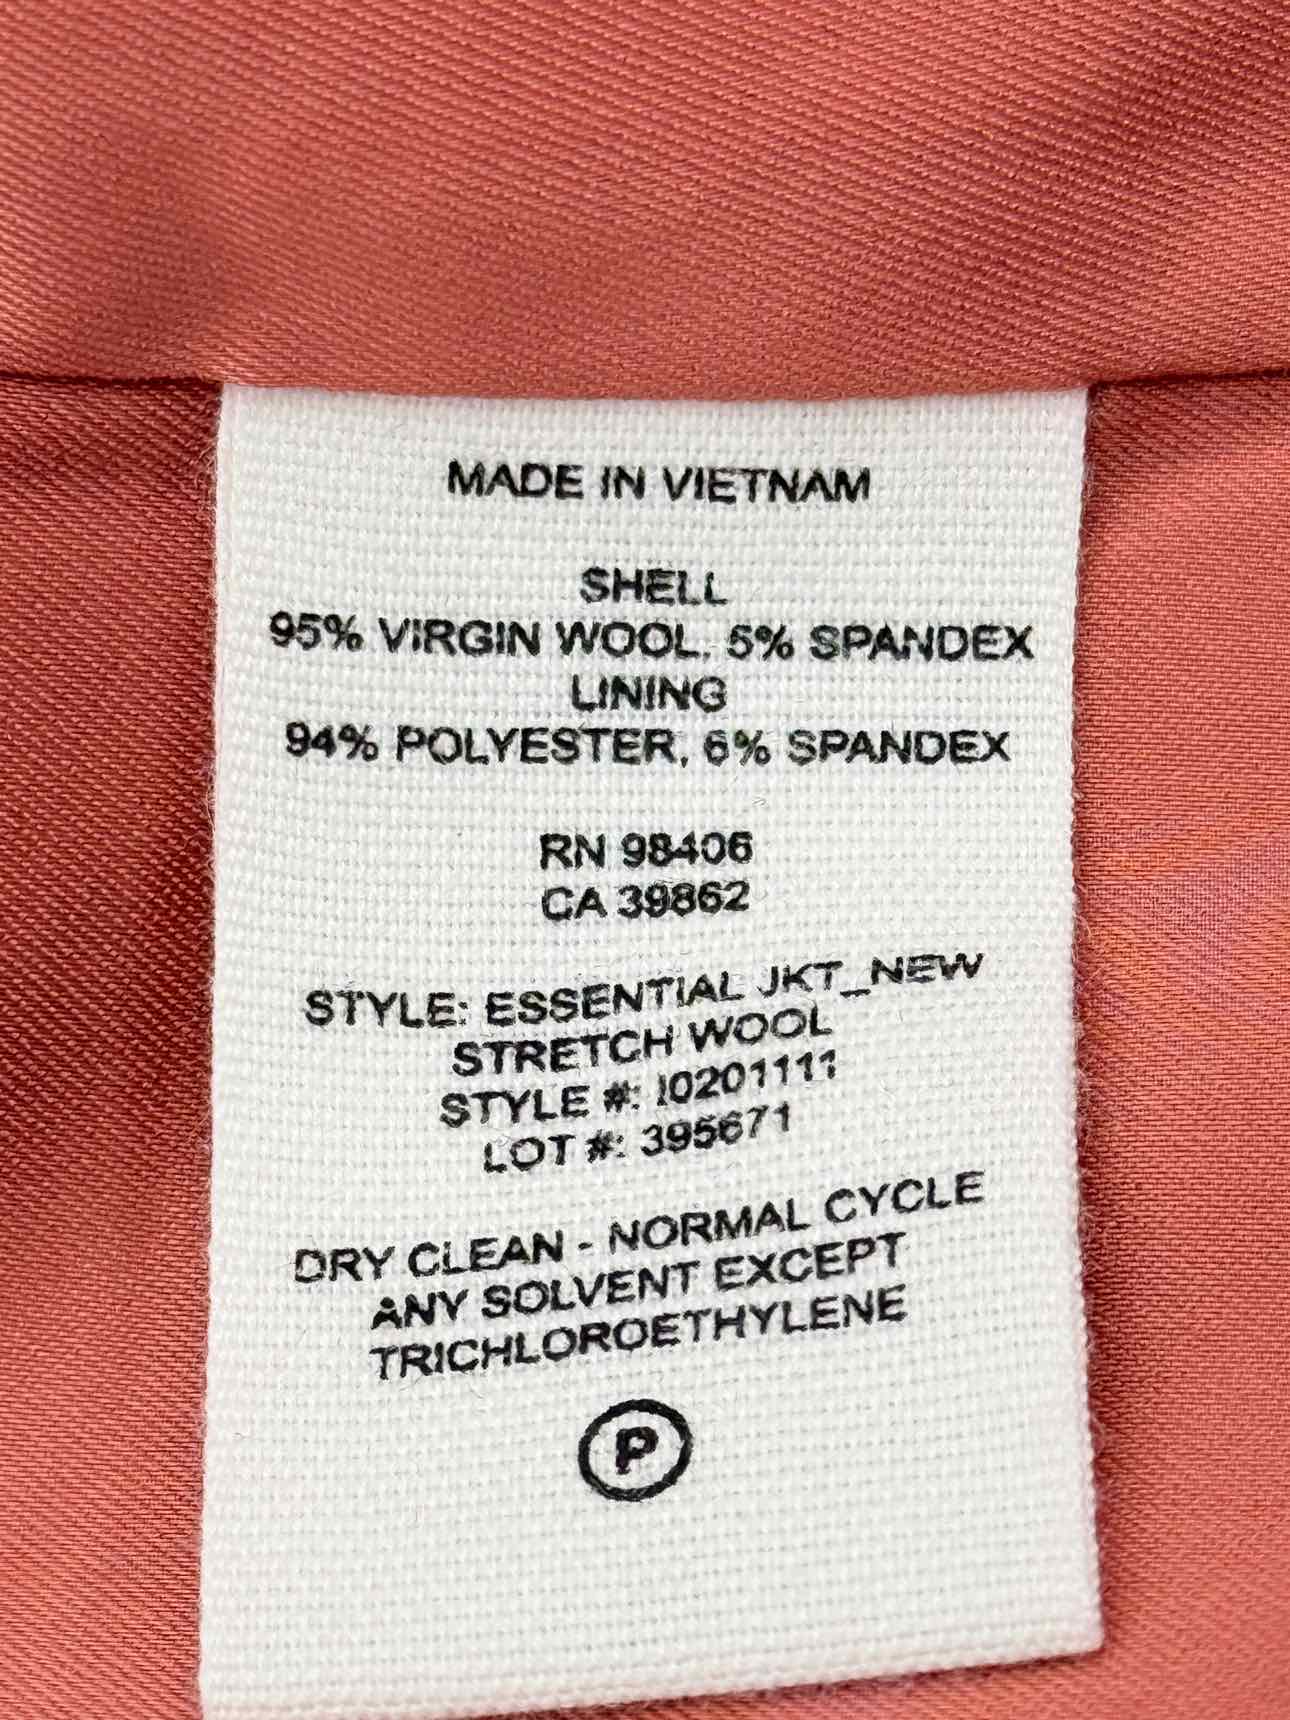 MADE IN VIETNAM
SHELL
95% VIRGIN WOOL, 5% SPANDEX
LINING
94% POLYESTER, 6% SPANDEX
RN 98406
CA 39862
STYLE: ESSENTIAL JKT_NEW
STRETCH WOOL
STYLE #: I0201111
LOT #: 395671
DRY CLEAN - NORMAL CYCLE
ANY SOLVENT EXCEPT
TRICHLOROETHYLENE
P